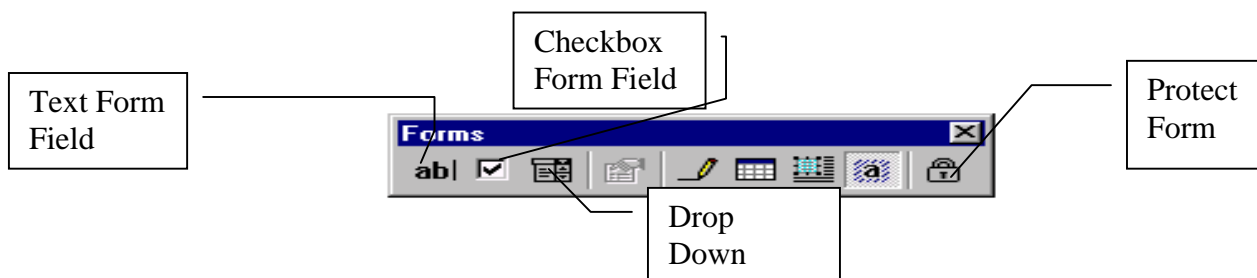 Checkbox
Form Field
Text Form
Field
Protect
Form
Forms
ab|
a
Drop
Down